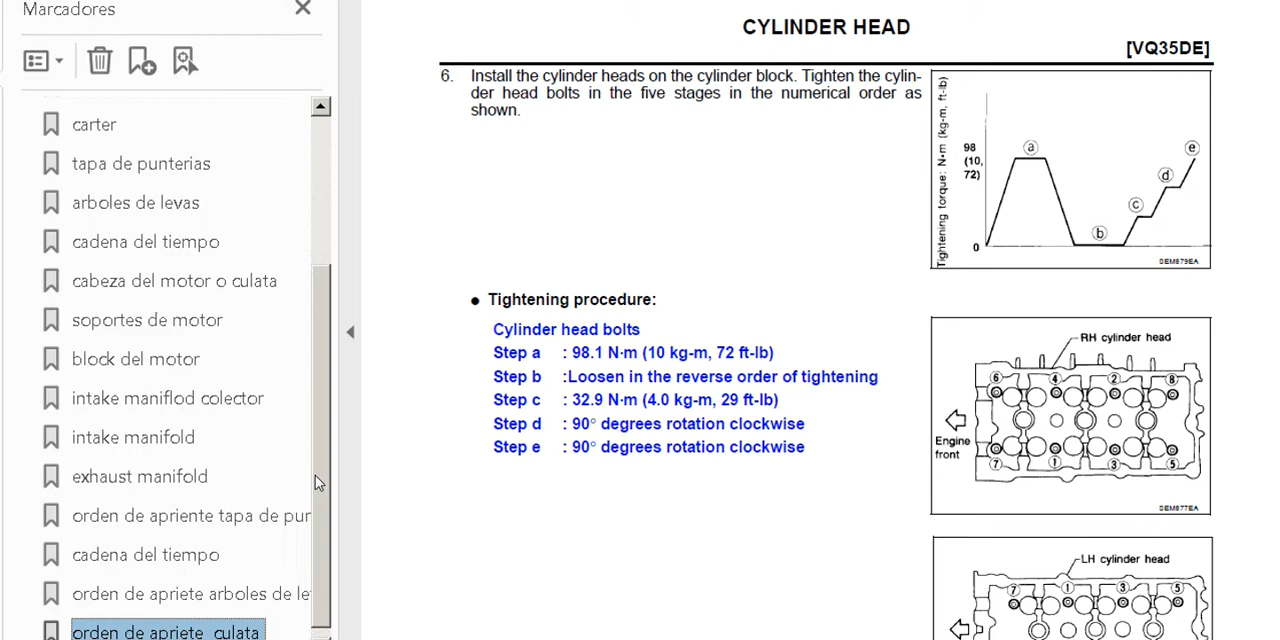 Marcadores
carter
tapa de punterias
arboles de levas
cadena del tiempo
cabeza del motor o culata
soportes de motor
block del motor
intake maniflod colector
intake manifold
exhaust manifold
orden de apriente tapa de pur
cadena del tiempo
orden de apriete arboles de le
orden de apriete culata
CYLINDER HEAD
[VQ35DE]
6. Install the cylinder heads on the cylinder block. Tighten the cylin-
der head bolts in the five stages in the numerical order as
shown.
Tightening torque: N•m (kg-m, ft-lb)
98
(10,
72)
0
a
b
c
d
e
SEM879EA
● Tightening procedure:
Cylinder head bolts
Step a : 98.1 N·m (10 kg-m, 72 ft-lb)
Step b :Loosen in the reverse order of tightening
Step c : 32.9 N·m (4.0 kg-m, 29 ft-lb)
Step d : 90° degrees rotation clockwise
Step e : 90° degrees rotation clockwise
RH cylinder head
6 4 2 8
Engine
front
7 1 3 5
SEM877EA
LH cylinder head
7 1 3 5